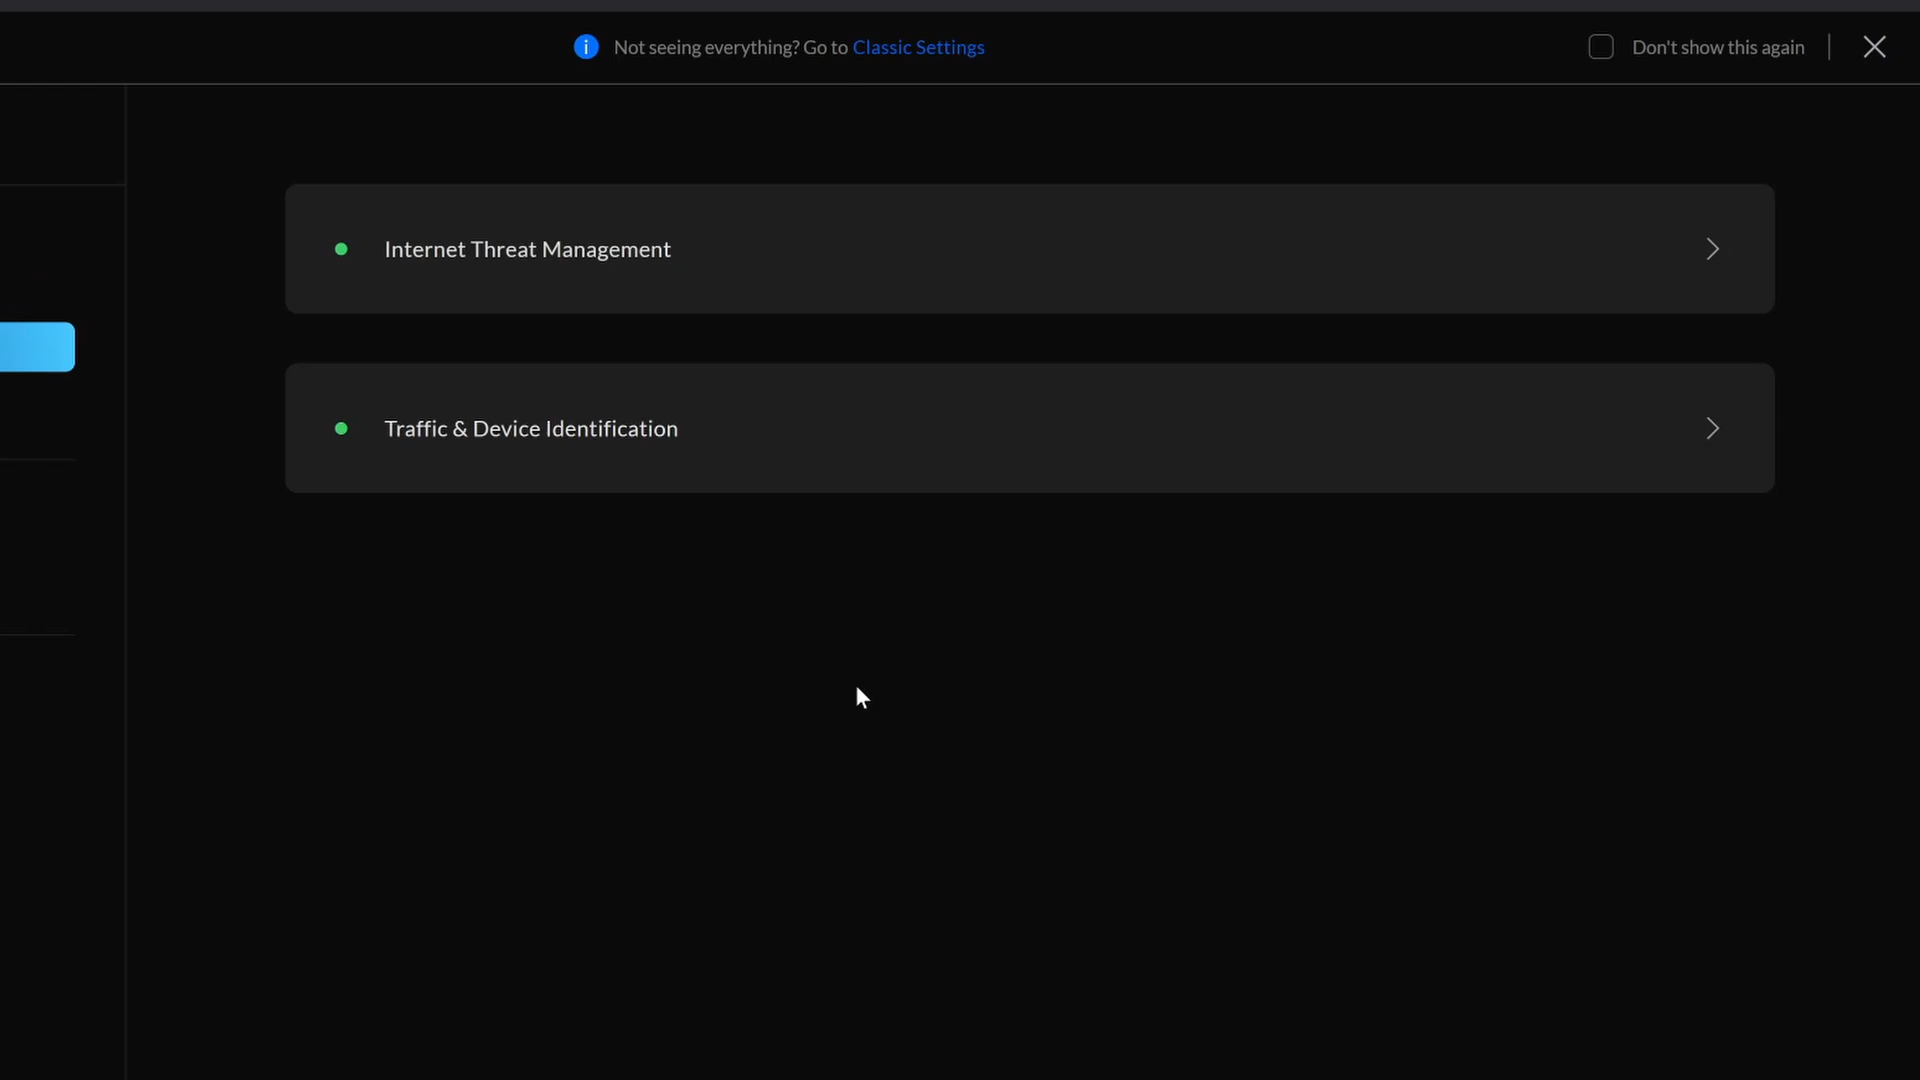 Not seeing everything? Go to Classic Settings
Don't show this again
Internet Threat Management
Traffic & Device Identification